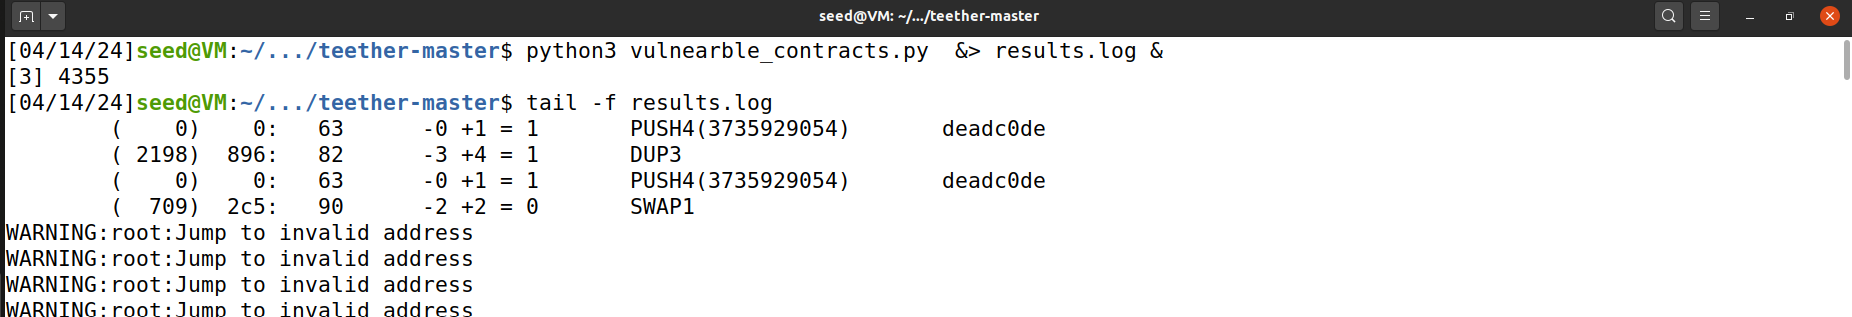 seed@VM: ~/.../teether-master
[04/14/24]seed@VM:~/.../teether-master$ python3 vulnearble_contracts.py  &> results.log &
[3] 4355
[04/14/24]seed@VM:~/.../teether-master$ tail -f results.log
        (    0)    0:   63      -0 +1 = 1       PUSH4(3735929054)       deadc0de
        ( 2198)  896:   82      -3 +4 = 1       DUP3
        (    0)    0:   63      -0 +1 = 1       PUSH4(3735929054)       deadc0de
        (  709)  2c5:   90      -2 +2 = 0       SWAP1
WARNING:root:Jump to invalid address
WARNING:root:Jump to invalid address
WARNING:root:Jump to invalid address
WARNING:root:Jump to invalid address